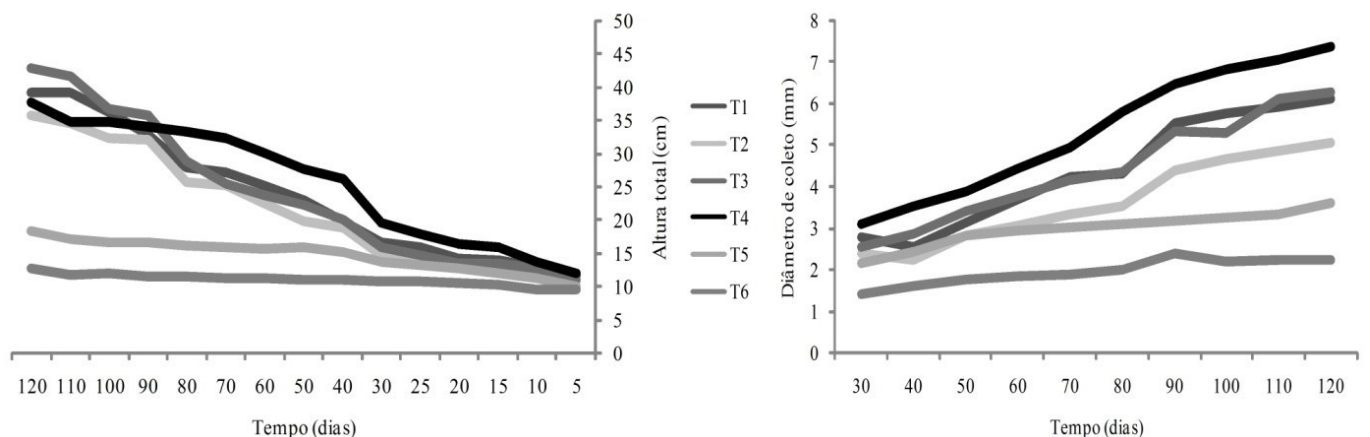 50
45
40
35
30
25
20
15
10
5
0
Altura total (cm)
120 110 100 90 80 70 60 50 40 30 25 20 15 10 5
Tempo (dias)
T1
T2
T3
T4
T5
T6
8
7
6
5
4
3
2
1
0
Diâmetro de coleto (mm)
30 40 50 60 70 80 90 100 110 120
Tempo (dias)